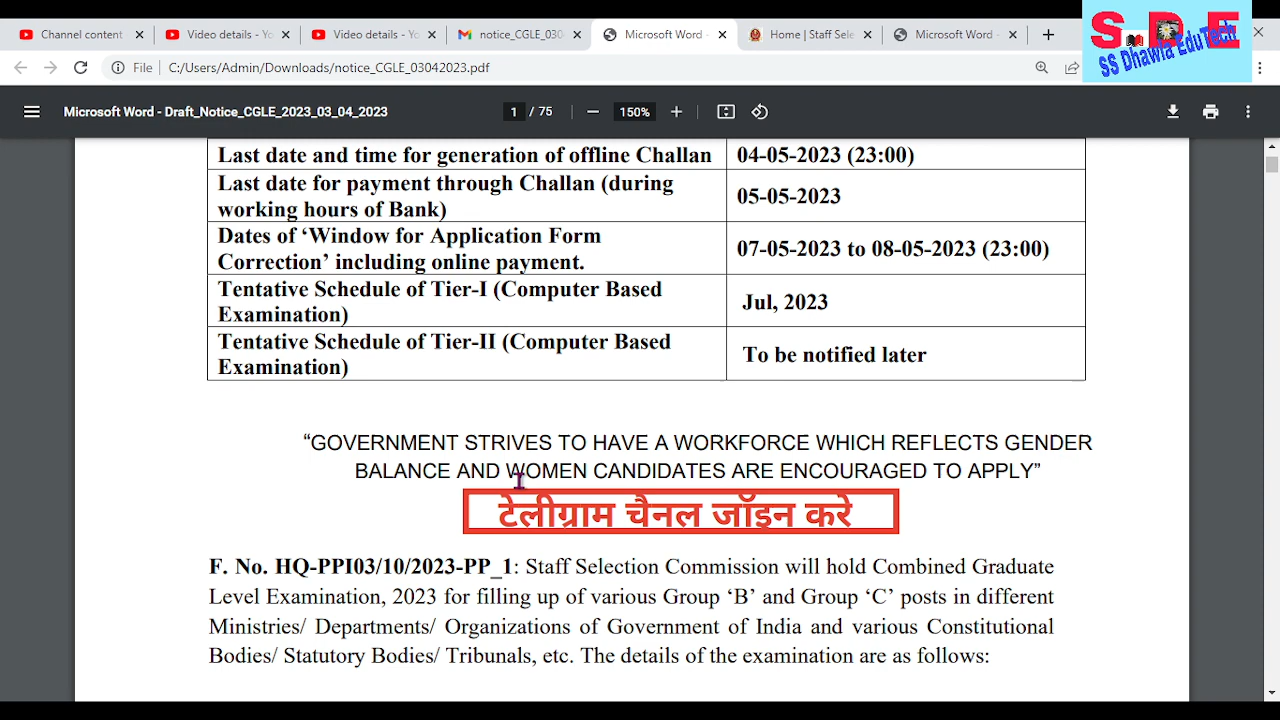 Channel content
Video details - Yo
Video details - Yo
notice_CGLE_030
Microsoft Word -
Home | Staff Sele
Microsoft Word -
S D E
SS Dhawla EduTech
File
C:/Users/Admin/Downloads/notice_CGLE_03042023.pdf
Microsoft Word - Draft_Notice_CGLE_2023_03_04_2023
1 / 75
150%
Last date and time for generation of offline Challan 04-05-2023 (23:00)
Last date for payment through Challan (during
working hours of Bank)
05-05-2023
Dates of ‘Window for Application Form
Correction’ including online payment.
07-05-2023 to 08-05-2023 (23:00)
Tentative Schedule of Tier-I (Computer Based
Examination)
Jul, 2023
Tentative Schedule of Tier-II (Computer Based
Examination)
To be notified later
“GOVERNMENT STRIVES TO HAVE A WORKFORCE WHICH REFLECTS GENDER
BALANCE AND WOMEN CANDIDATES ARE ENCOURAGED TO APPLY”
टेलीग्राम चैनल जॉइन करे
F. No. HQ-PPI03/10/2023-PP_1: Staff Selection Commission will hold Combined Graduate
Level Examination, 2023 for filling up of various Group ‘B’ and Group ‘C’ posts in different
Ministries/ Departments/ Organizations of Government of India and various Constitutional
Bodies/ Statutory Bodies/ Tribunals, etc. The details of the examination are as follows: